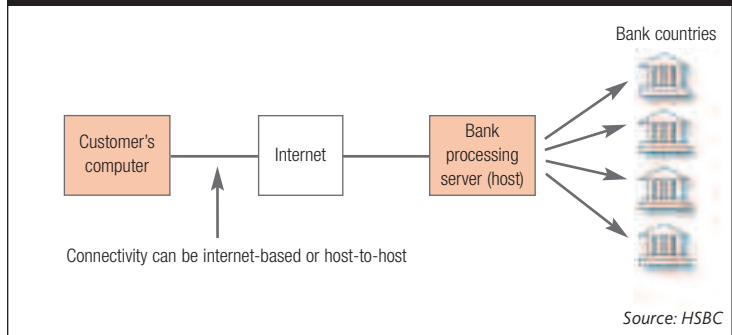 Bank countries
Customer's
computer
Internet
Bank
processing
server (host)
Connectivity can be internet-based or host-to-host
Source: HSBC